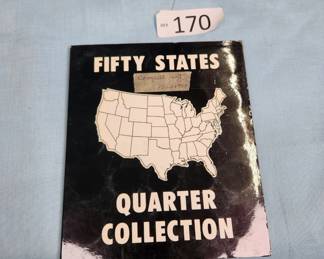 170
FIFTY STATES
QUARTER
COLLECTION